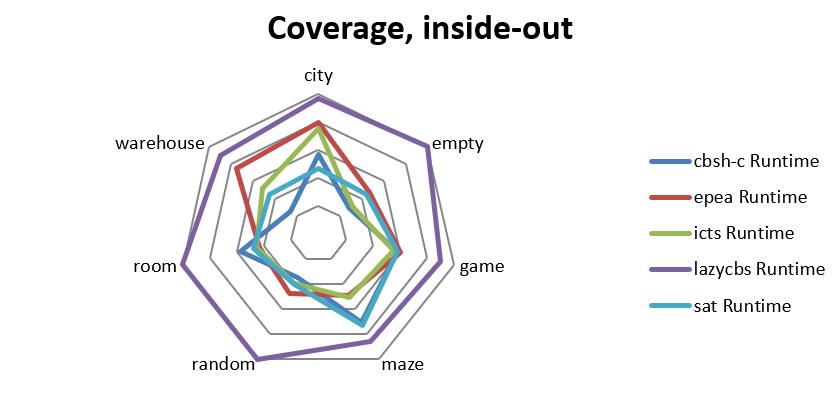 Coverage, inside-out
city
empty
game
maze
random
room
warehouse
cbsh-c Runtime
epea Runtime
icts Runtime
lazycbs Runtime
sat Runtime